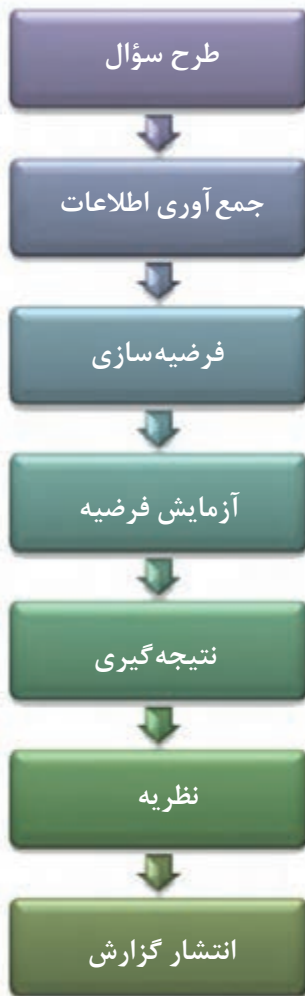 طرح سؤال
جمع‌آوری اطلاعات
فرضیه‌سازی
آزمایش فرضیه
نتیجه‌گیری
نظریه
انتشار گزارش